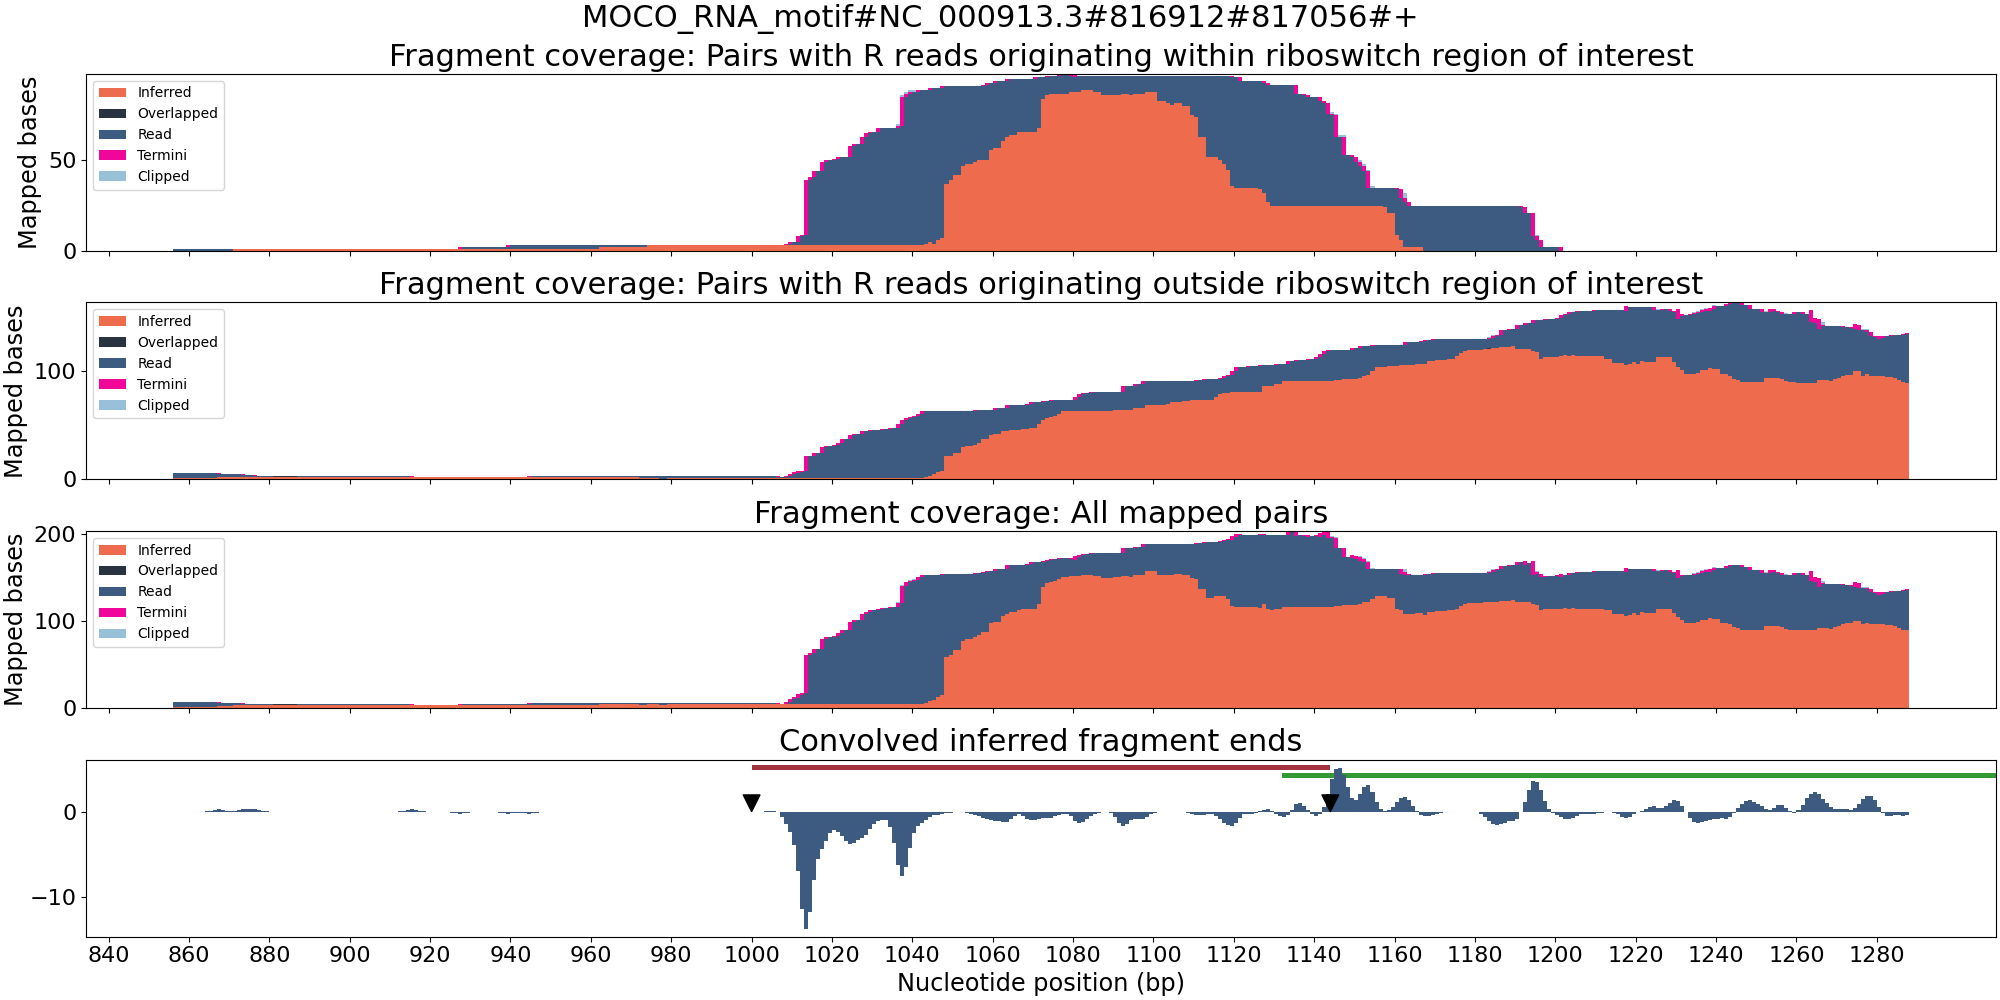 MOCO_RNA_motif#NC_000913.3#816912#817056#+
Fragment coverage: Pairs with R reads originating within riboswitch region of interest
Mapped bases
50
0
Inferred
Overlapped
Read
Termini
Clipped
Fragment coverage: Pairs with R reads originating outside riboswitch region of interest
Mapped bases
100
0
Inferred
Overlapped
Read
Termini
Clipped
Fragment coverage: All mapped pairs
Mapped bases
200
100
0
Inferred
Overlapped
Read
Termini
Clipped
Convolved inferred fragment ends
0
−10
840 860 880 900 920 940 960 980 1000 1020 1040 1060 1080 1100 1120 1140 1160 1180 1200 1220 1240 1260 1280
Nucleotide position (bp)